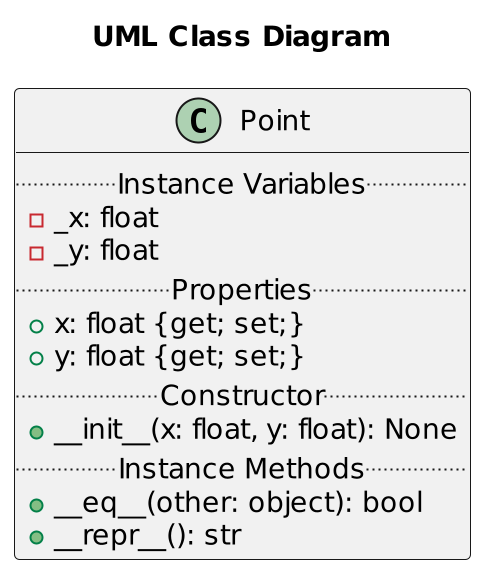 UML Class Diagram
C Point
Instance Variables
_x: float
_y: float
Properties
x: float {get; set;}
y: float {get; set;}
Constructor
__init__(x: float, y: float): None
Instance Methods
__eq__(other: object): bool
__repr__(): str